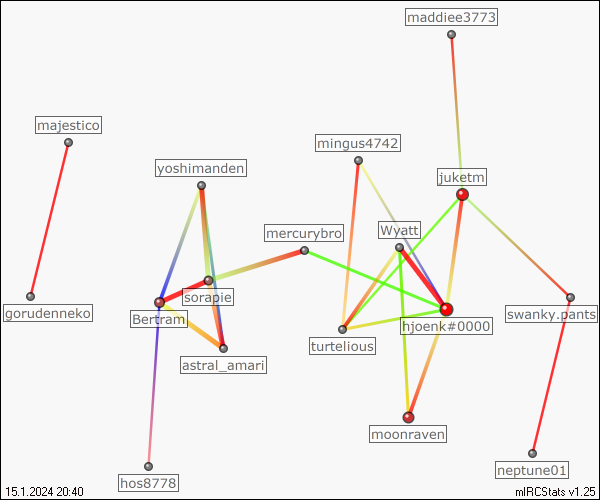 maddiee3773
majestico
mingus4742
yoshimanden
juketm
mercurybro
Wyatt
sorapie
gorudenneko
Bertram
swanky.pants
hjoenk#0000
turtelious
astral_amari
moonraven
neptune01
hos8778
15.1.2024 20:40
mIRCStats v1.25